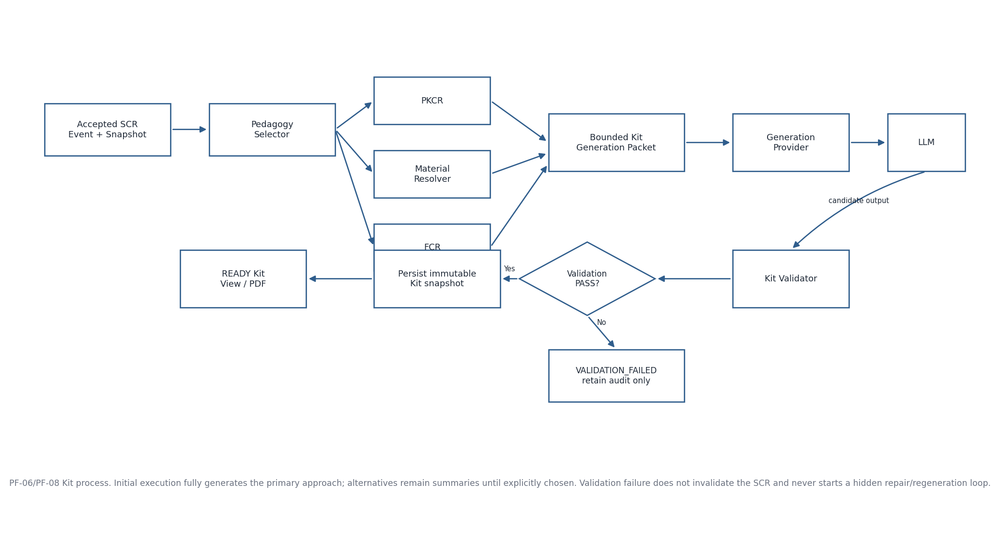 Accepted SCR
Event + Snapshot
Pedagogy
Selector
PKCR
Material
Resolver
FCR
Bounded Kit
Generation Packet
Generation
Provider
LLM
candidate output
Kit Validator
Validation
PASS?
Yes
Persist immutable
Kit snapshot
READY Kit
View / PDF
No
VALIDATION_FAILED
retain audit only
PF-06/PF-08 Kit process. Initial execution fully generates the primary approach; alternatives remain summaries until explicitly chosen. Validation failure does not invalidate the SCR and never starts a hidden repair/regeneration loop.